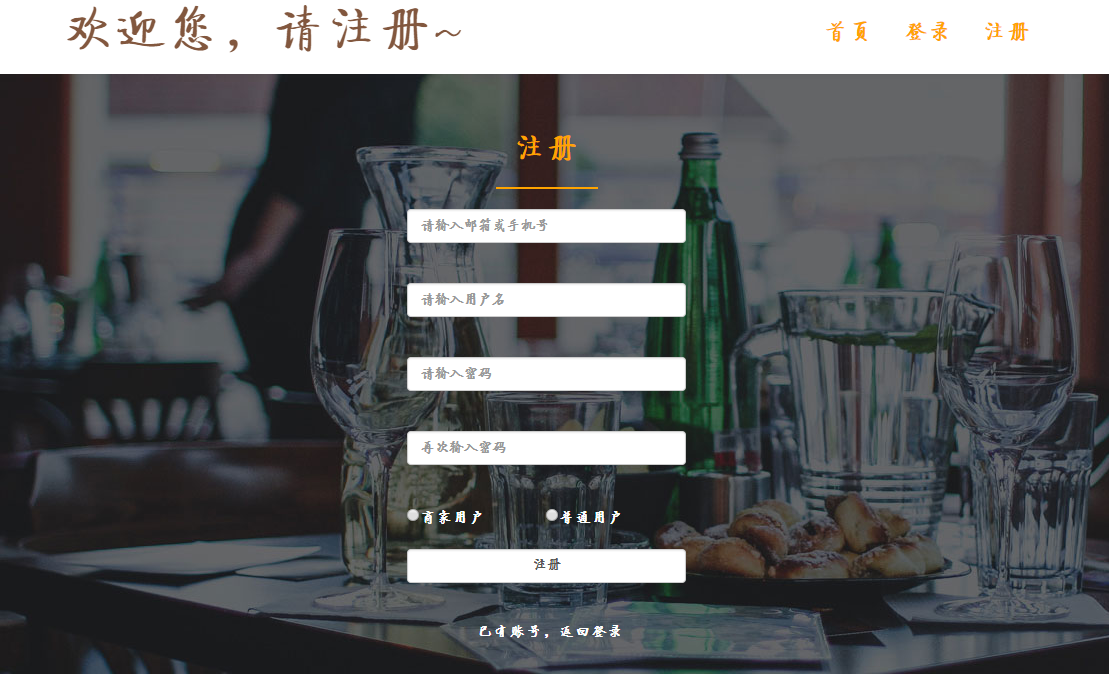 欢迎您，请注册~
首頁 登录 注册
注册
请输入邮箱或手机号
请输入用户名
请输入密码
再次输入密码
商家用户 普通用户
注册
已有账号，返回登录